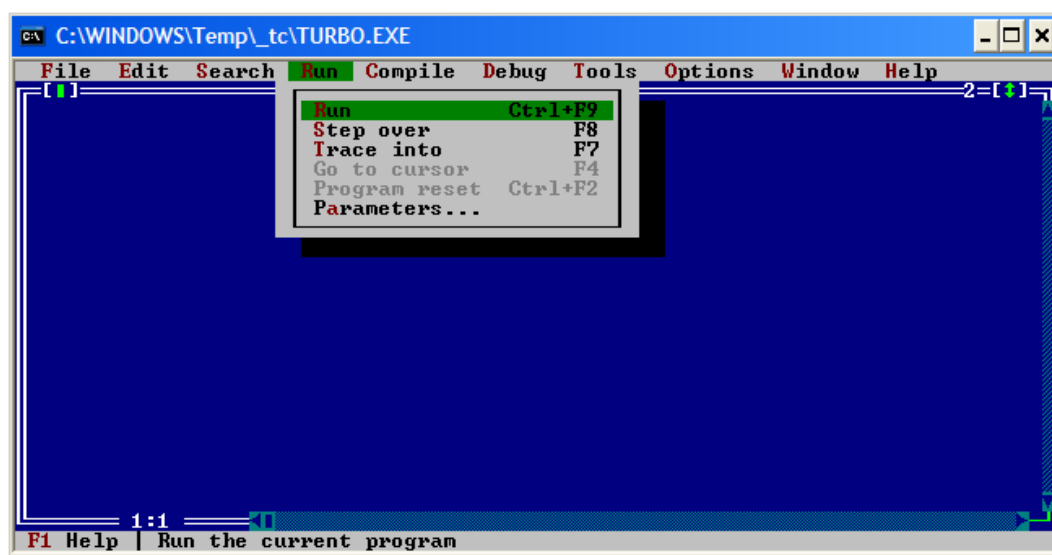 C:\WINDOWS\Temp\_tc\TURBO.EXE
File Edit Search Run Compile Debug Tools Options Window Help
[▮] 2=[↕]
Run Ctrl+F9
Step over F8
Trace into F7
Go to cursor F4
Program reset Ctrl+F2
Parameters...
1:1
F1 Help | Run the current program